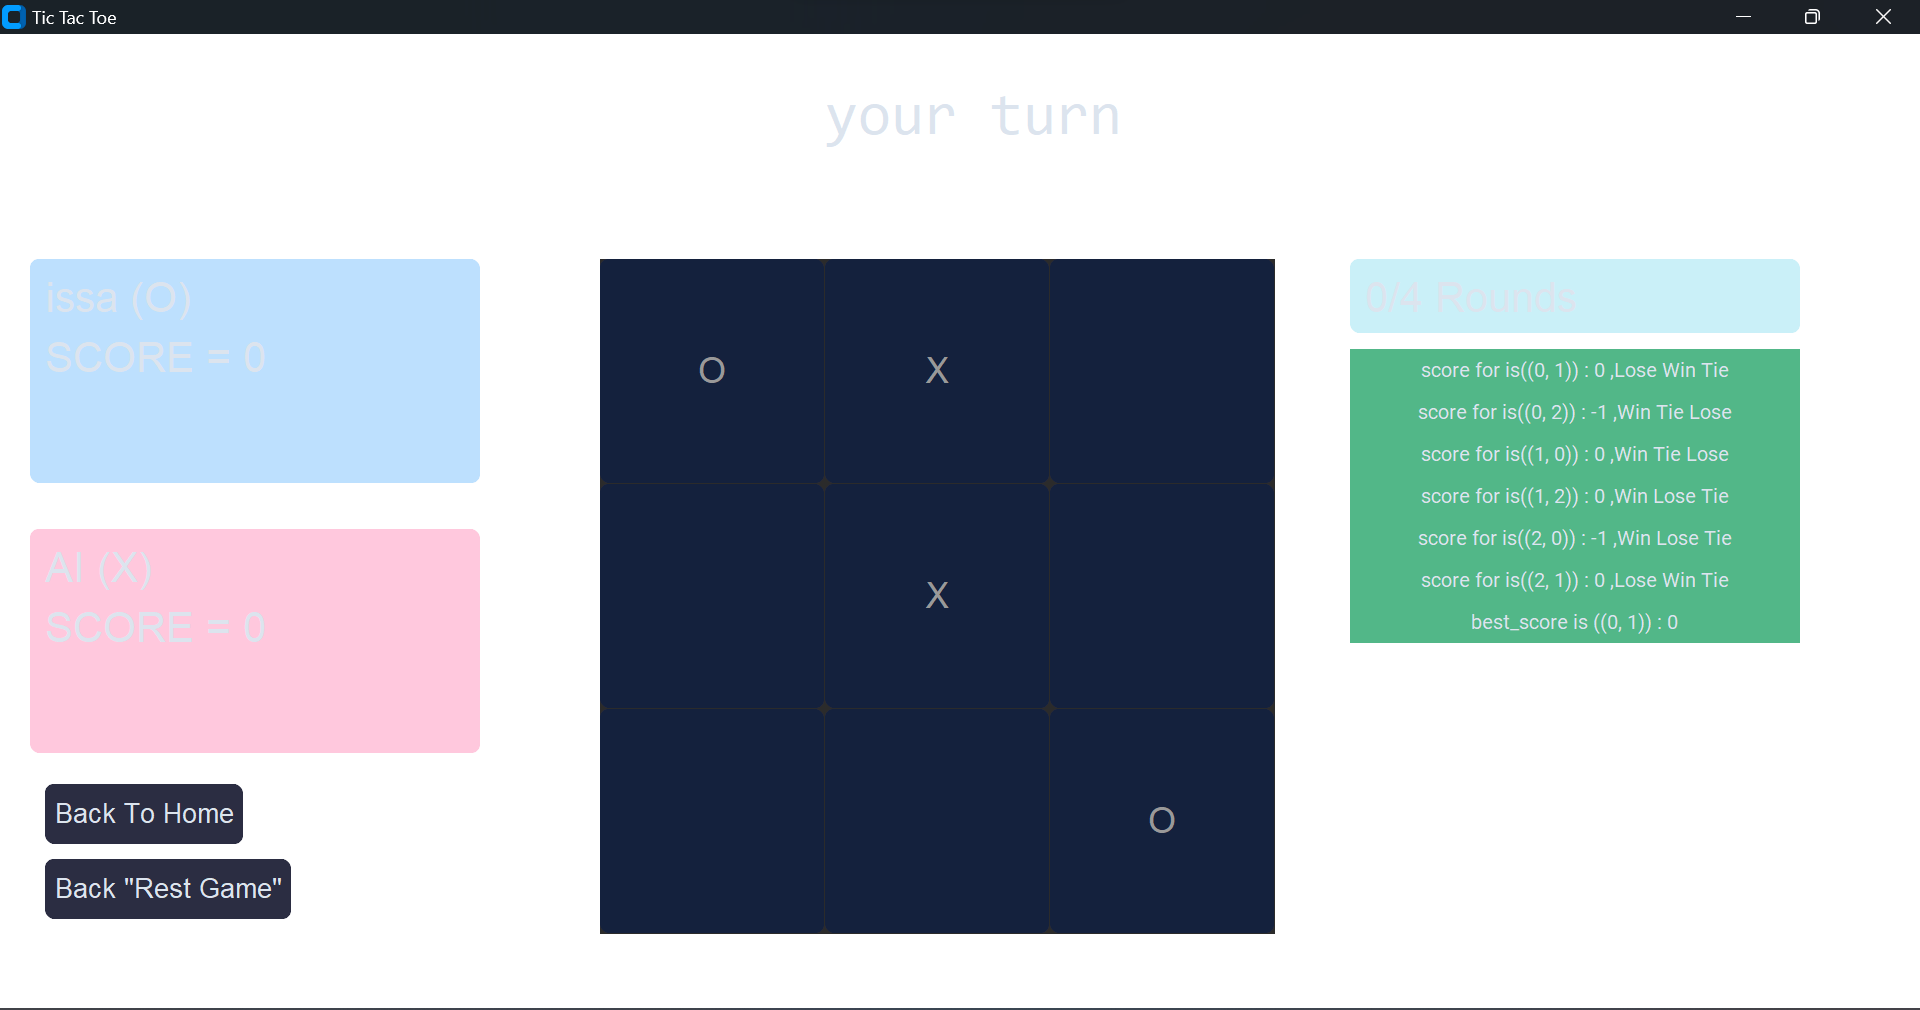 Tic Tac Toe
your turn
issa (O)
SCORE = 0
AI (X)
SCORE = 0
Back To Home
Back "Rest Game"
O X
X
O
0/4 Rounds
score for is((0, 1)) : 0 ,Lose Win Tie
score for is((0, 2)) : -1 ,Win Tie Lose
score for is((1, 0)) : 0 ,Win Tie Lose
score for is((1, 2)) : 0 ,Win Lose Tie
score for is((2, 0)) : -1 ,Win Lose Tie
score for is((2, 1)) : 0 ,Lose Win Tie
best_score is ((0, 1)) : 0